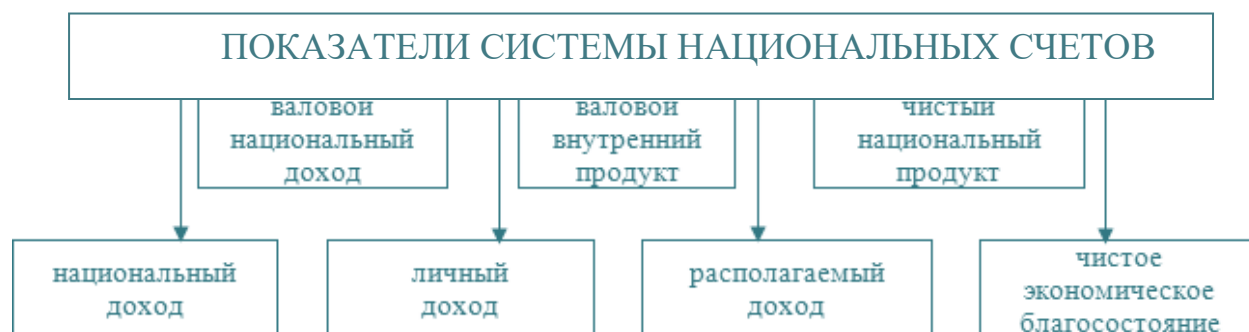 ПОКАЗАТЕЛИ СИСТЕМЫ НАЦИОНАЛЬНЫХ СЧЕТОВ
валовой
национальный
доход
валовой
внутренний
продукт
чистый
национальный
продукт
национальный
доход
личный
доход
располагаемый
доход
чистое
экономическое
благосостояние